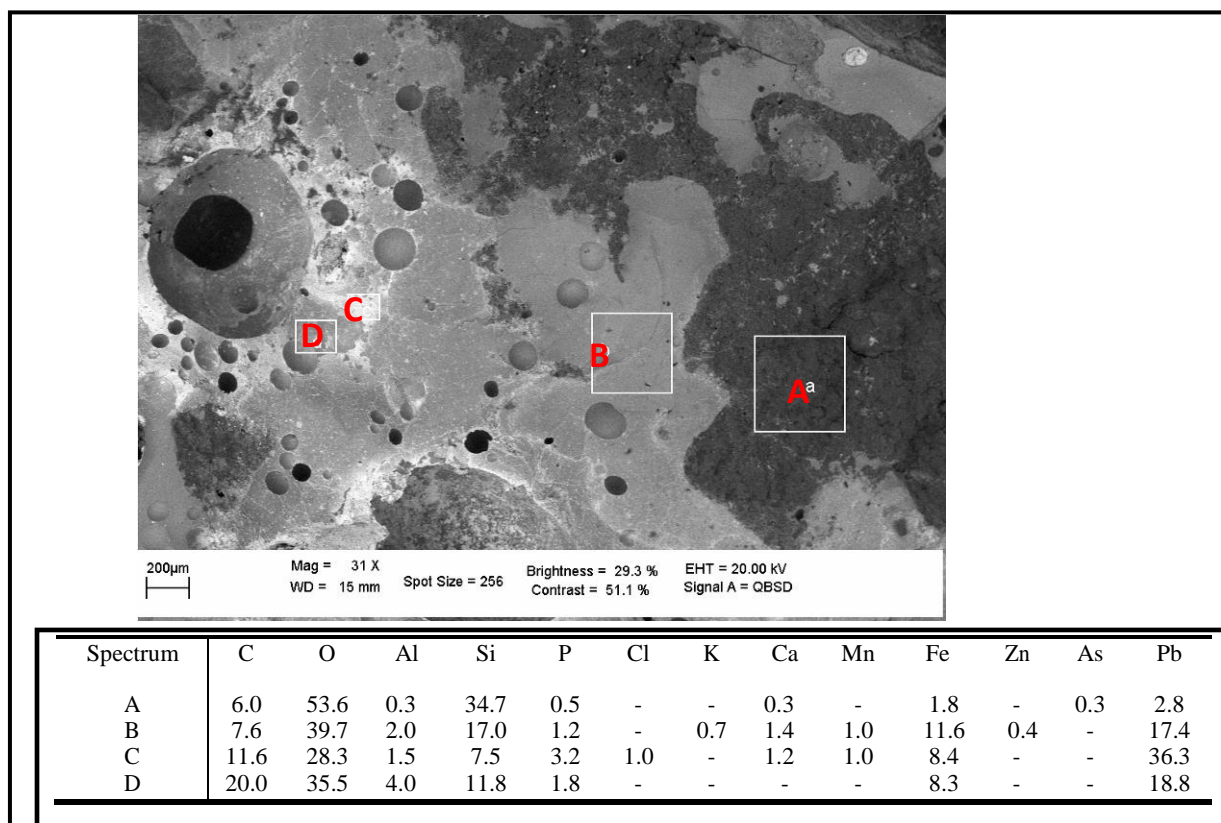 C
D
B
A a
200µm
Mag = 31 X
WD = 15 mm
Spot Size = 256
Brightness = 29.3 %
Contrast = 51.1 %
EHT = 20.00 kV
Signal A = QBSD
Spectrum C O Al Si P Cl K Ca Mn Fe Zn As Pb
A 6.0 53.6 0.3 34.7 0.5 - - 0.3 - 1.8 - 0.3 2.8
B 7.6 39.7 2.0 17.0 1.2 - 0.7 1.4 1.0 11.6 0.4 - 17.4
C 11.6 28.3 1.5 7.5 3.2 1.0 - 1.2 1.0 8.4 - - 36.3
D 20.0 35.5 4.0 11.8 1.8 - - - - 8.3 - - 18.8